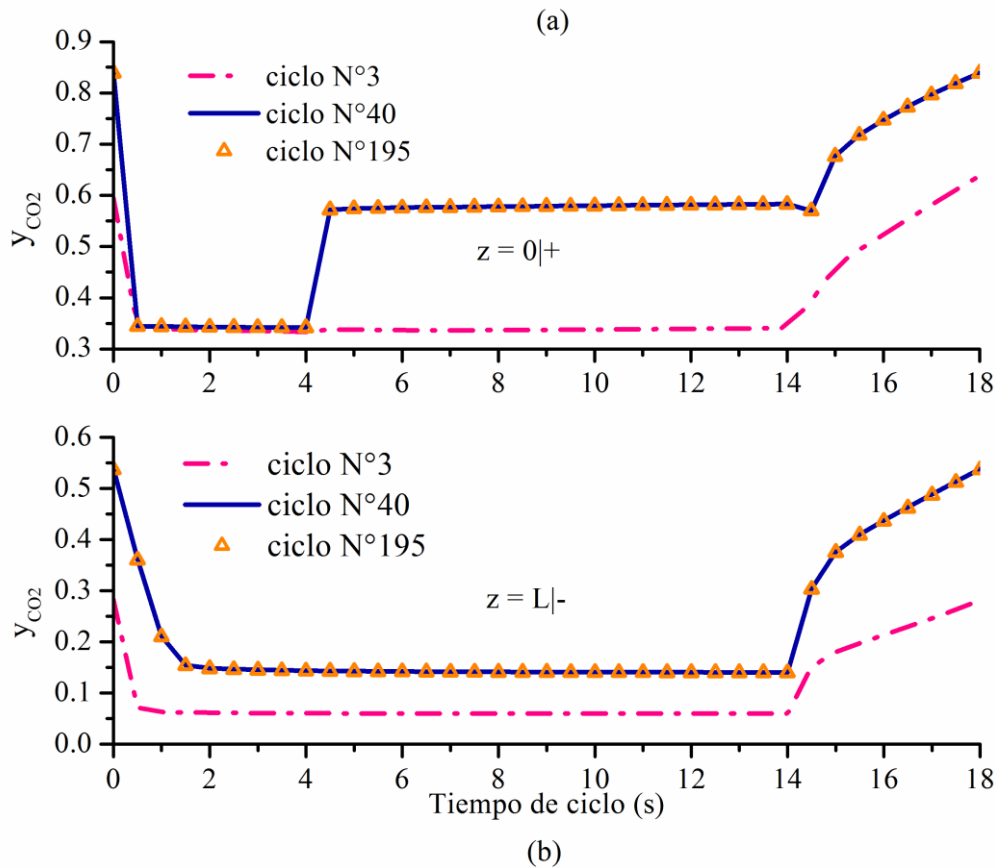 (a)
0.9
0.8
0.7
0.6
0.5
0.4
0.3
yCO2
ciclo N°3
ciclo N°40
ciclo N°195
z = 0|+
0 2 4 6 8 10 12 14 16 18
0.6
0.5
0.4
0.3
0.2
0.1
0.0
yCO2
ciclo N°3
ciclo N°40
ciclo N°195
z = L|-
0 2 4 6 8 10 12 14 16 18
Tiempo de ciclo (s)
(b)